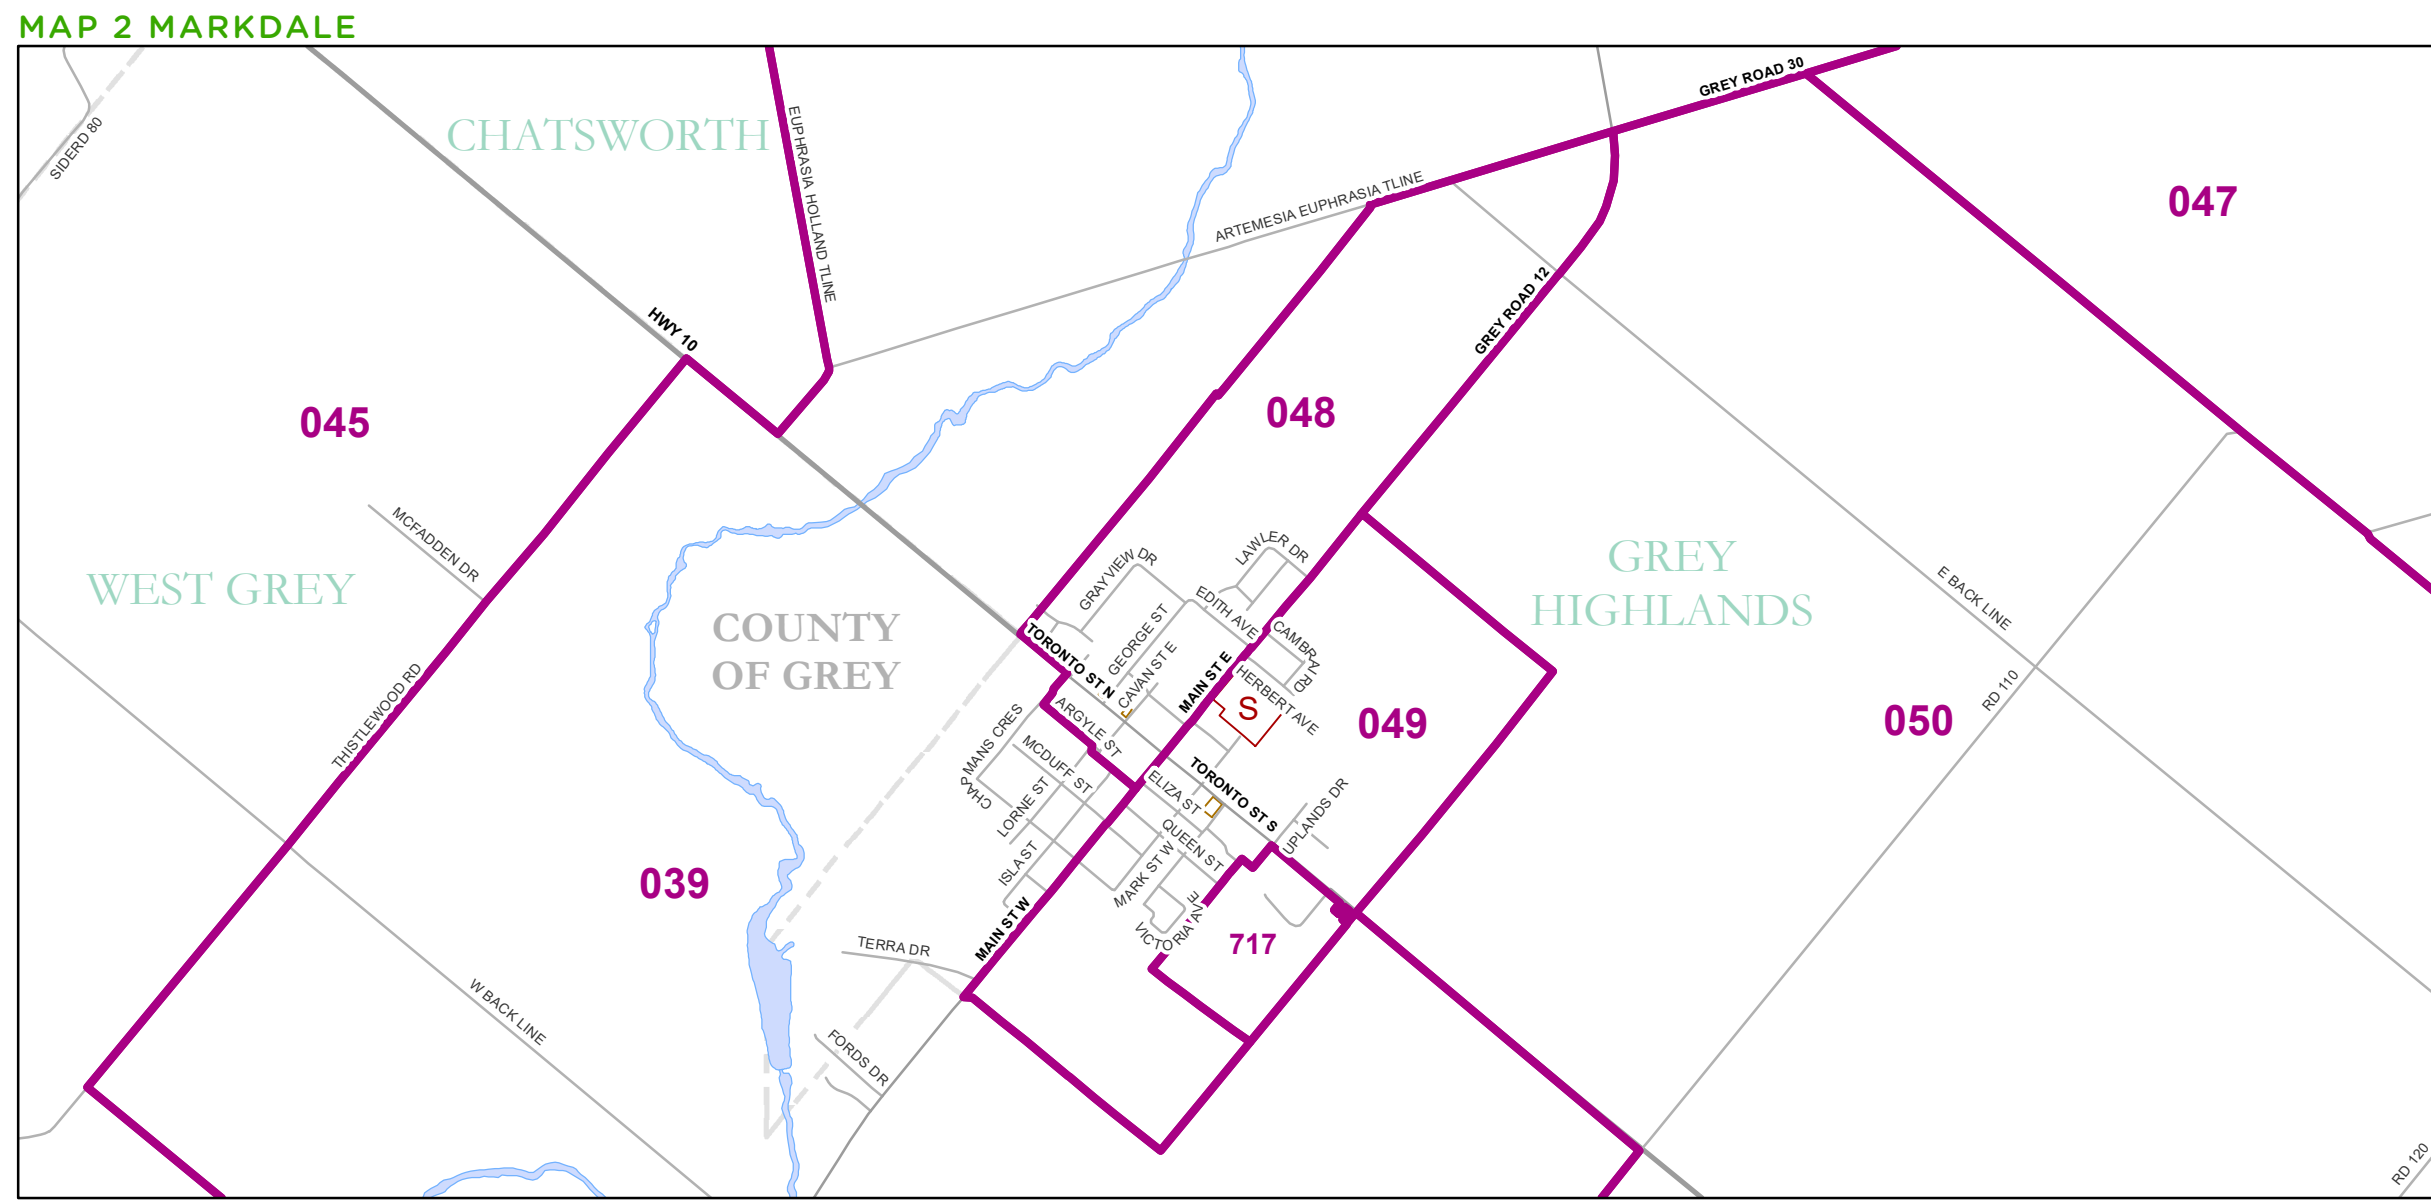 MAP 2 MARKDALE
GREY ROAD 30
CHATSWORTH
SIDERD 80
EUPHRASIA HOLLAND TLINE
ARTEMESIA EUPHRASIA TLINE
047
HWY 10
GREY ROAD 12
045
048
MCFADDEN DR
WEST GREY
COUNTY
OF GREY
GREY
HIGHLANDS
GRAYVIEW DR
LAWLER DR
GEORGE ST
EDITH AVE
CAMBRAI RD
E BACK LINE
TORONTO ST N
CAVAN ST E
MAIN ST E
HERBERT AVE
S
049
050
RD 110
THISTLEWOOD RD
ARGYLE ST
CHAPMANS CRES
MCDUFF ST
LORNE ST
ELIZA ST
TORONTO ST S
UPLANDS DR
QUEEN ST
ISLA ST
MARK ST W
039
MAIN ST W
VICTORIA AVE
717
TERRA DR
W BACK LINE
FORDS DR
RD 120